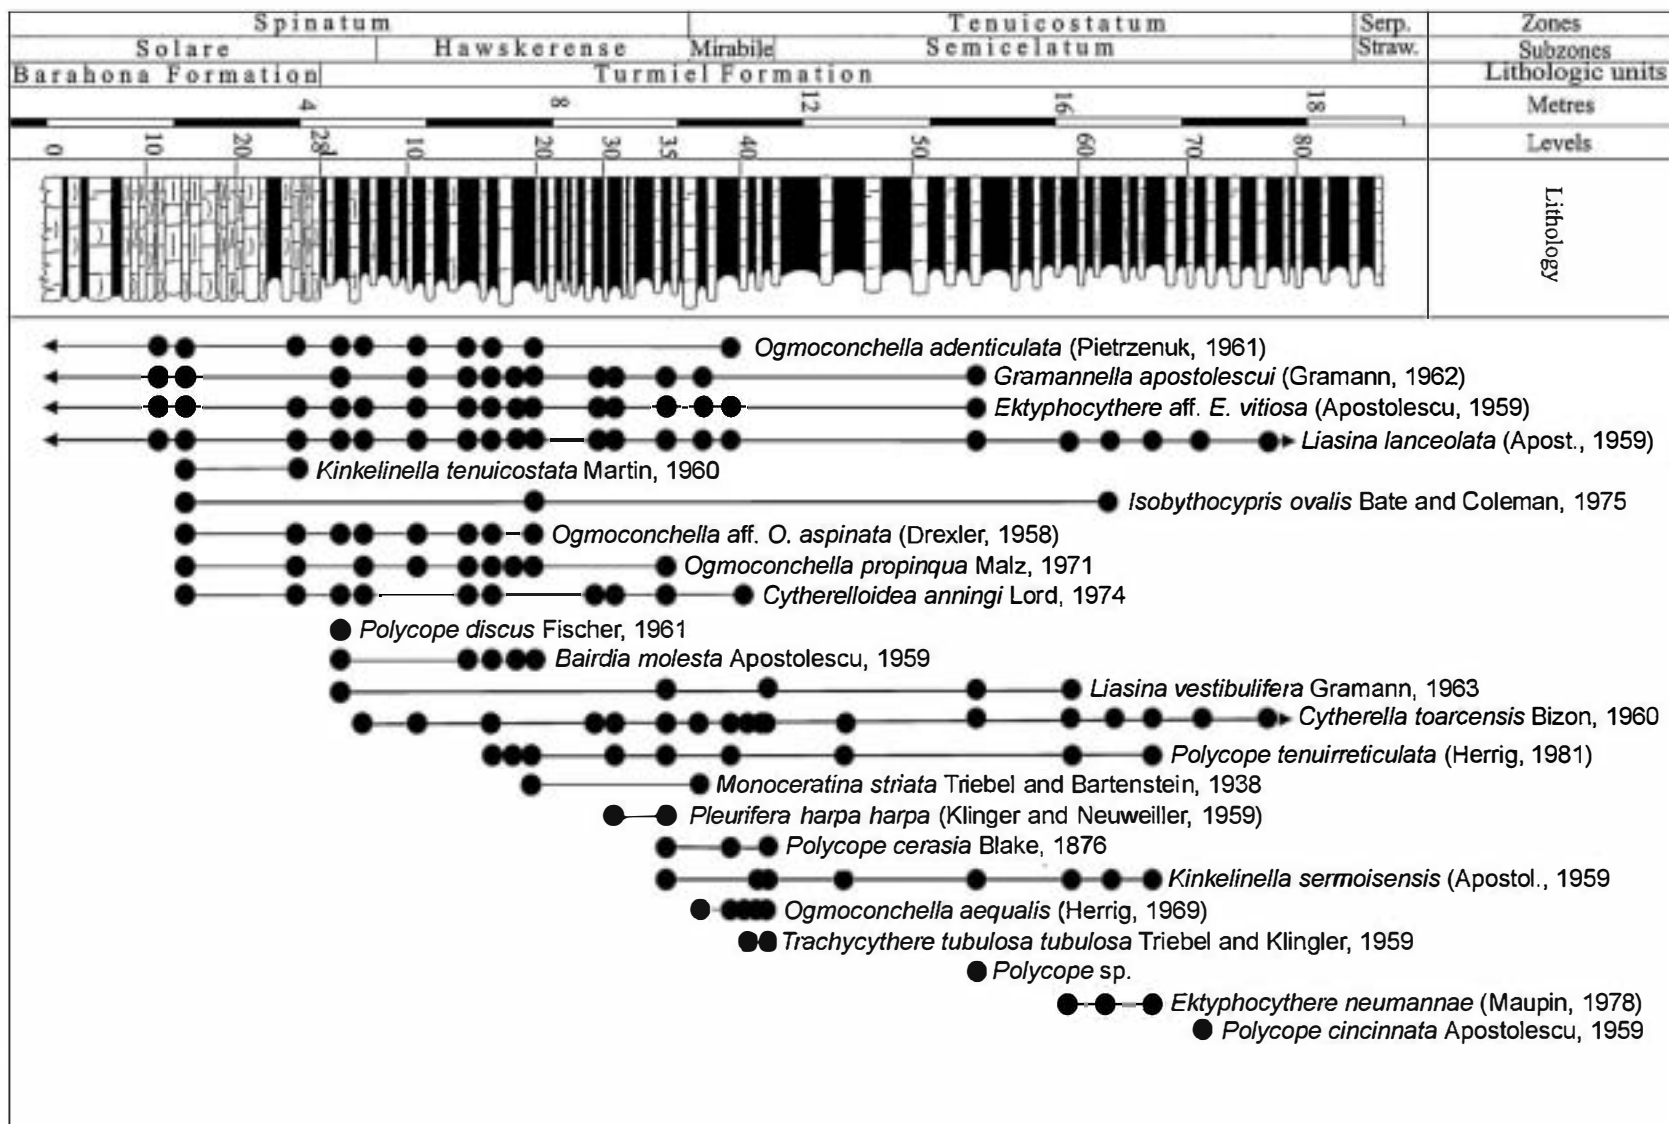 Spinatum Tenuicostatum Serp. Zones
Solare Hawskerense Mirabile Semicelatum Straw. Subzones
Barahona Formation Turmiel Formation Lithologic units
4 8 12 16 18 Metres
0 10 20 28 1 10 20 30 35 40 50 60 70 80 Levels
Lithology
Ogmoconchella adenticulata (Pietrzenuk, 1961)
Gramannella apostolescui (Gramann, 1962)
Ektyphocythere aff. E. vitiosa (Apostolescu, 1959)
Liasina lanceolata (Apost., 1959)
Kinkelinella tenuicostata Martin, 1960
Isobythocypris ovalis Bate and Coleman, 1975
Ogmoconchella aff. O. aspinata (Drexler, 1958)
Ogmoconchella propinqua Malz, 1971
Cytherelloidea anningi Lord, 1974
Polycope discus Fischer, 1961
Bairdia molesta Apostolescu, 1959
Liasina vestibulifera Gramann, 1963
Cytherella toarcensis Bizon, 1960
Polycope tenuirreticulata (Herrig, 1981)
Monoceratina striata Triebel and Bartenstein, 1938
Pleurifera harpa harpa (Klinger and Neuweiller, 1959)
Polycope cerasia Blake, 1876
Kinkelinella sermoisensis (Apostol., 1959
Ogmoconchella aequalis (Herrig, 1969)
Trachycythere tubulosa tubulosa Triebel and Klingler, 1959
Polycope sp.
Ektyphocythere neumannae (Maupin, 1978)
Polycope cincinnata Apostolescu, 1959